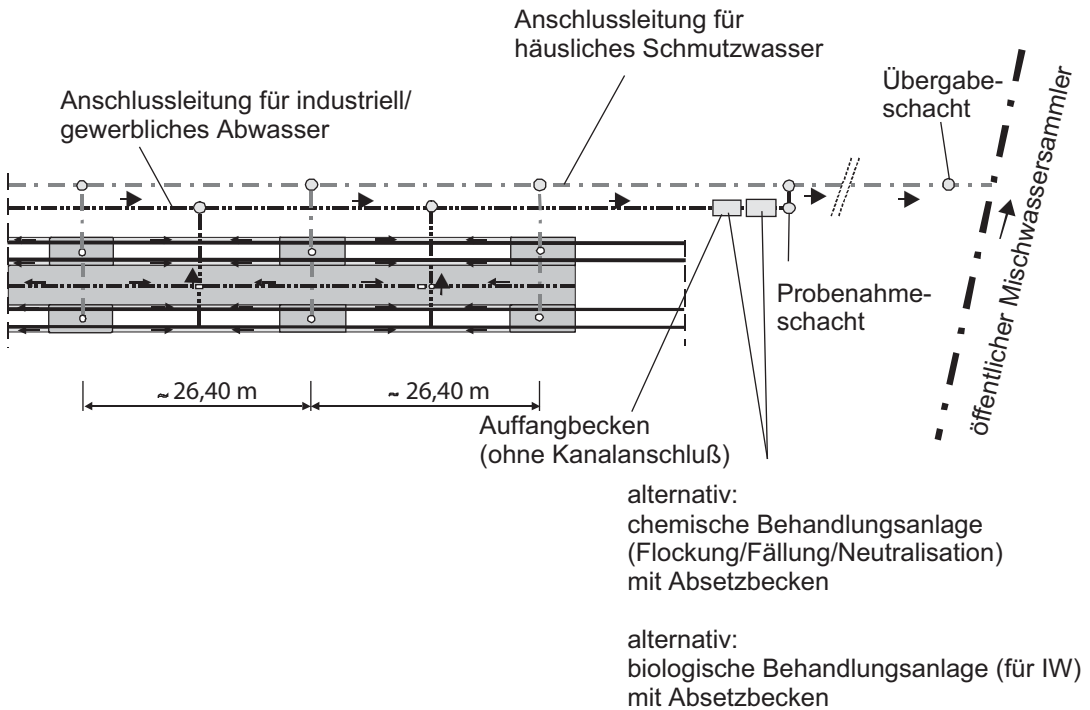 Anschlussleitung für
häusliches Schmutzwasser
Übergabe-
schacht
Anschlussleitung für industriell/
gewerbliches Abwasser
öffentlicher Mischwassersammler
Probenahme-
schacht
~ 26,40 m
~ 26,40 m
Auffangbecken
(ohne Kanalanschluß)
alternativ:
chemische Behandlungsanlage
(Flockung/Fällung/Neutralisation)
mit Absetzbecken
alternativ:
biologische Behandlungsanlage (für IW)
mit Absetzbecken